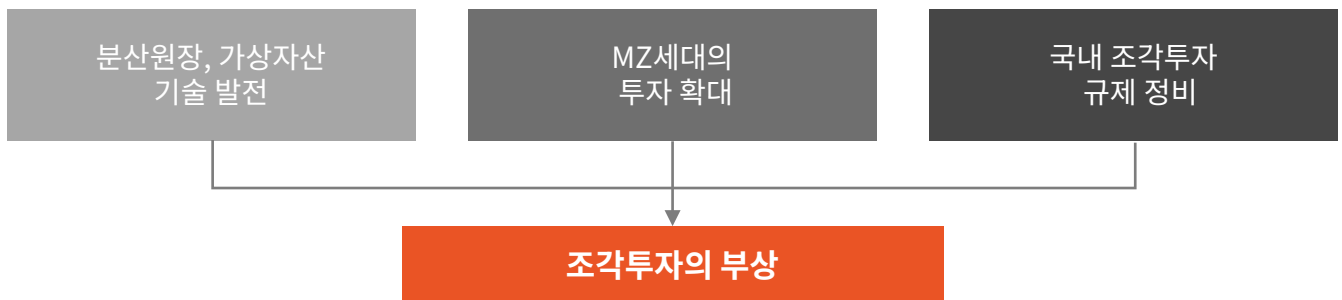 분산원장, 가상자산
기술 발전
MZ세대의
투자 확대
국내 조각투자
규제 정비
조각투자의 부상